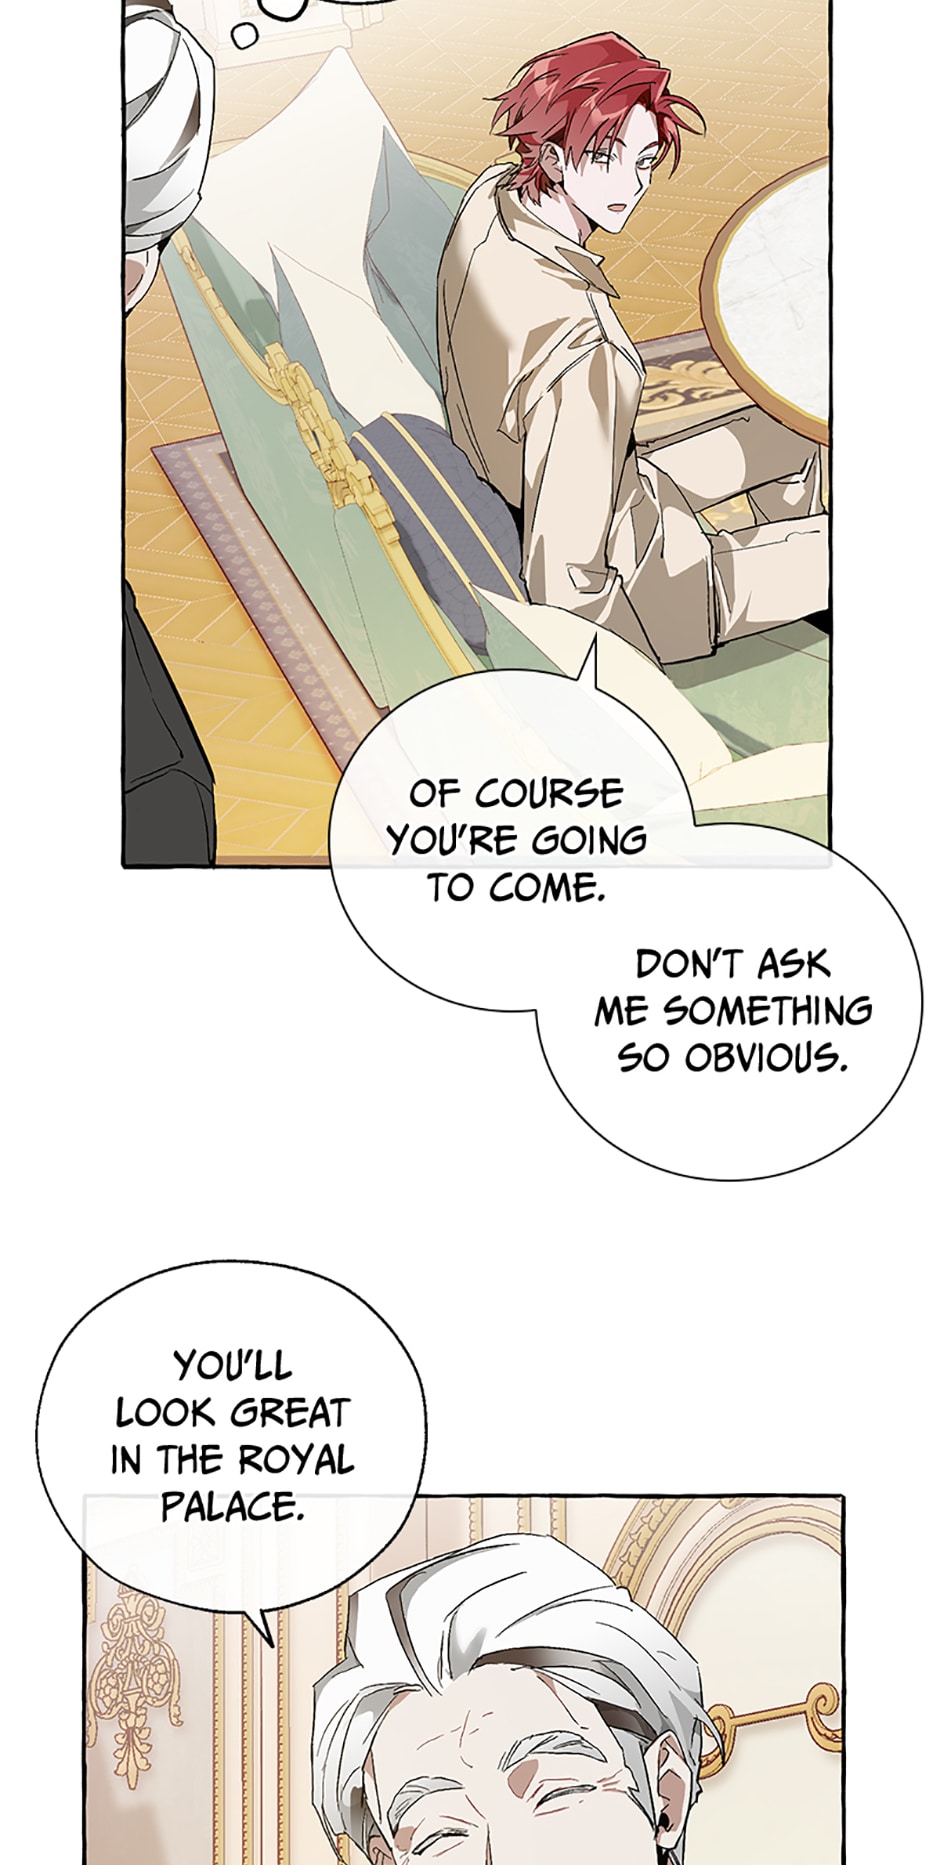 OF COURSE
YOU'RE GOING
TO COME.
DON'T ASK
ME SOMETHING
SO OBVIOUS.
YOU'LL
LOOK GREAT
IN THE ROYAL
PALACE.